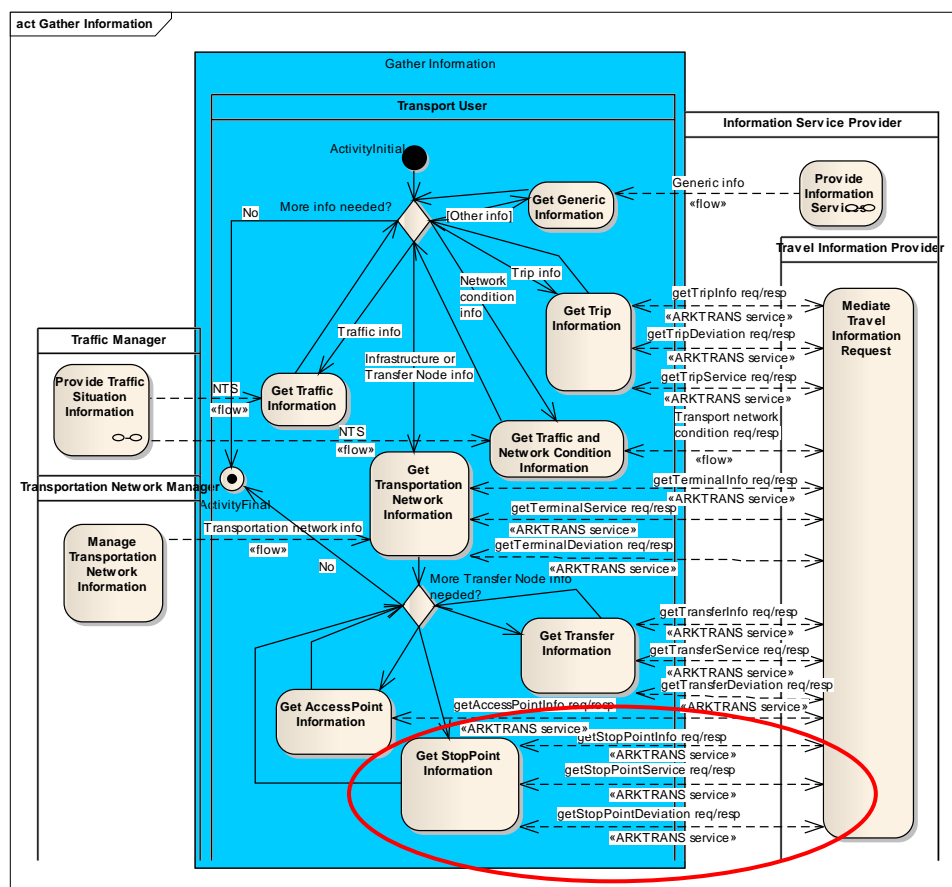 act Gather Information
Gather Information
Transport User
Information Service Provider
ActivityInitial
Generic info
«flow»
Provide
Information
Services
Get Generic
Information
More info needed?
[Other info]
No
Travel Information Provider
Trip info
Network
condition
info
getTripInfo req/resp
«ARKTRANS service»
Mediate
Travel
Information
Request
Get Trip
Information
getTripDeviation req/resp
«ARKTRANS service»
getTripService req/resp
«ARKTRANS service»
Traffic info
Infrastructure or
Transfer Node info
Traffic Manager
Provide Traffic
Situation
Information
NTS
«flow»
Get Traffic
Information
NTS
«flow»
Get Traffic and
Network Condition
Information
Transport network
condition req/resp
«flow»
Get
Transportation
Network
Information
getTerminalInfo req/resp
«ARKTRANS service»
getTerminalService req/resp
«ARKTRANS service»
getTerminalDeviation req/resp
«ARKTRANS service»
Transportation Network Manager
ActivityFinal
Manage
Transportation
Network
Information
Transportation network info
«flow»
No
More Transfer Node info
needed?
Get Transfer
Information
getTransferInfo req/resp
«ARKTRANS service»
getTransferService req/resp
«ARKTRANS service»
getTransferDeviation req/resp
«ARKTRANS service»
Get AccessPoint
Information
getAccessPointInfo req/resp
«ARKTRANS service»
Get StopPoint
Information
getStopPointInfo req/resp
«ARKTRANS service»
getStopPointService req/resp
«ARKTRANS service»
getStopPointDeviation req/resp
«ARKTRANS service»